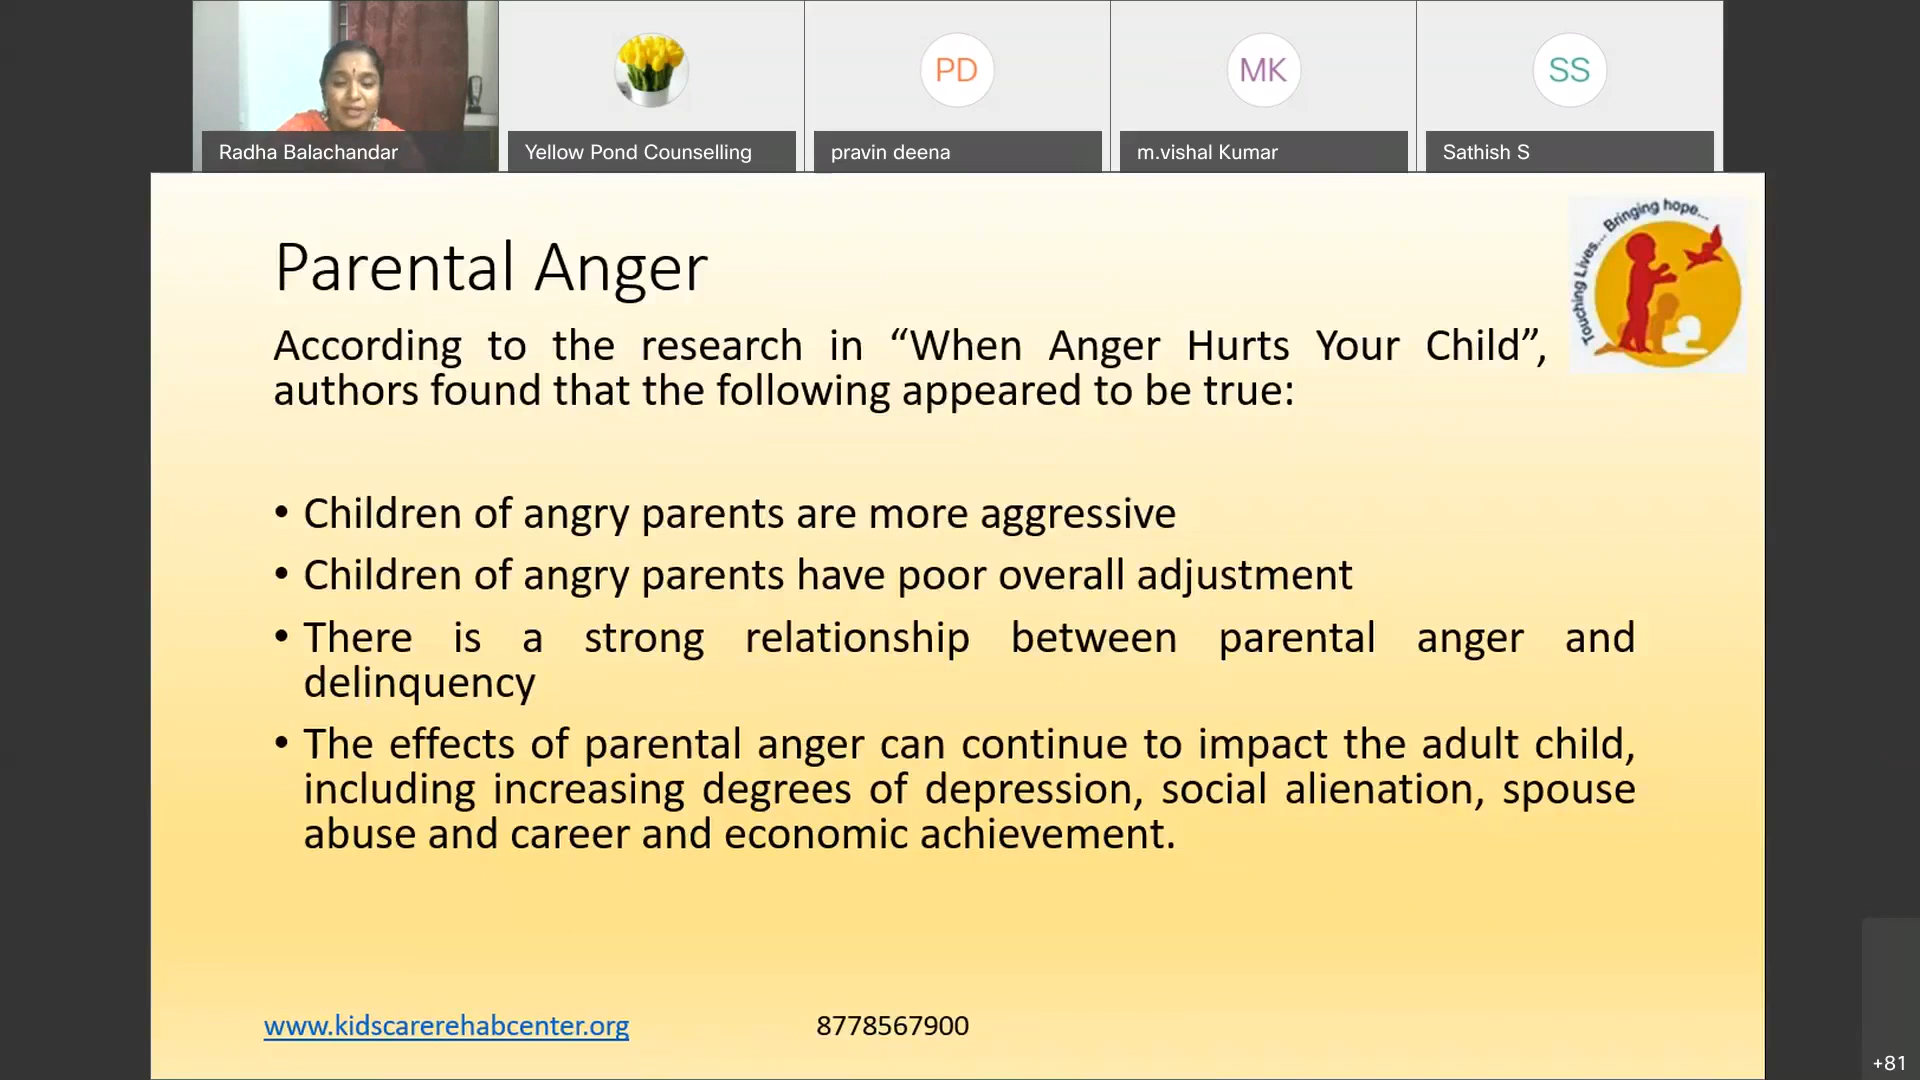 PD
MK
SS
Radha Balachandar
Yellow Pond Counselling
pravin deena
m.vishal Kumar
Sathish S
Touching Lives... Bringing hope...
Parental Anger
According to the research in “When Anger Hurts Your Child”,
authors found that the following appeared to be true:
• Children of angry parents are more aggressive
• Children of angry parents have poor overall adjustment
• There is a strong relationship between parental anger and
delinquency
• The effects of parental anger can continue to impact the adult child,
including increasing degrees of depression, social alienation, spouse
abuse and career and economic achievement.
www.kidscarerehabcenter.org
8778567900
+81